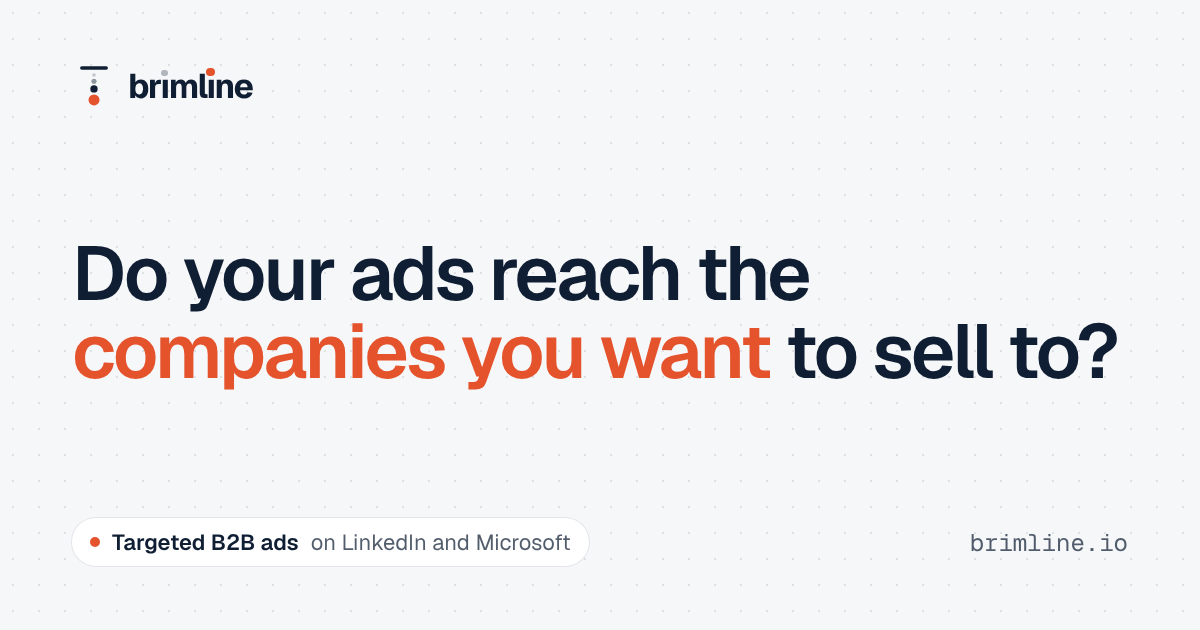 brimline
Do your ads reach the
companies you want to sell to?
Targeted B2B ads on LinkedIn and Microsoft
brimline.io